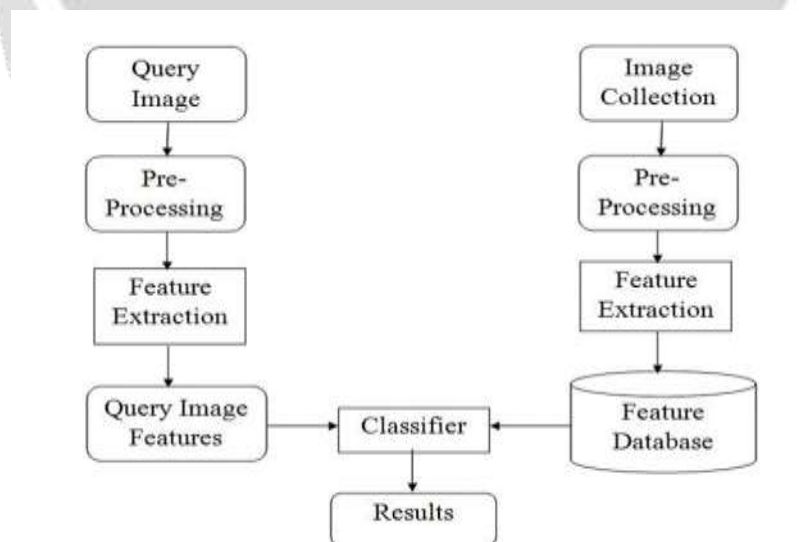 Query
Image
Pre-
Processing
Feature
Extraction
Query Image
Features
Image
Collection
Pre-
Processing
Feature
Extraction
Feature
Database
Classifier
Results